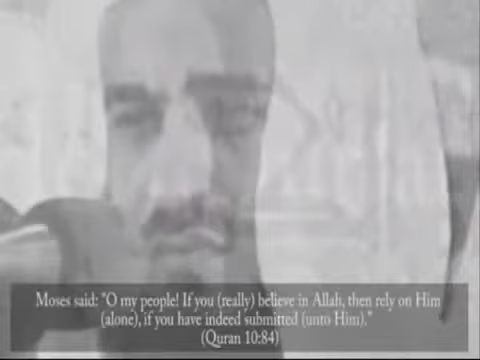 Moses said: "O my people! If you (really) believe in Allah, then rely on Him
(alone), if you have indeed submitted (unto Him)."
(Quran 10:84)